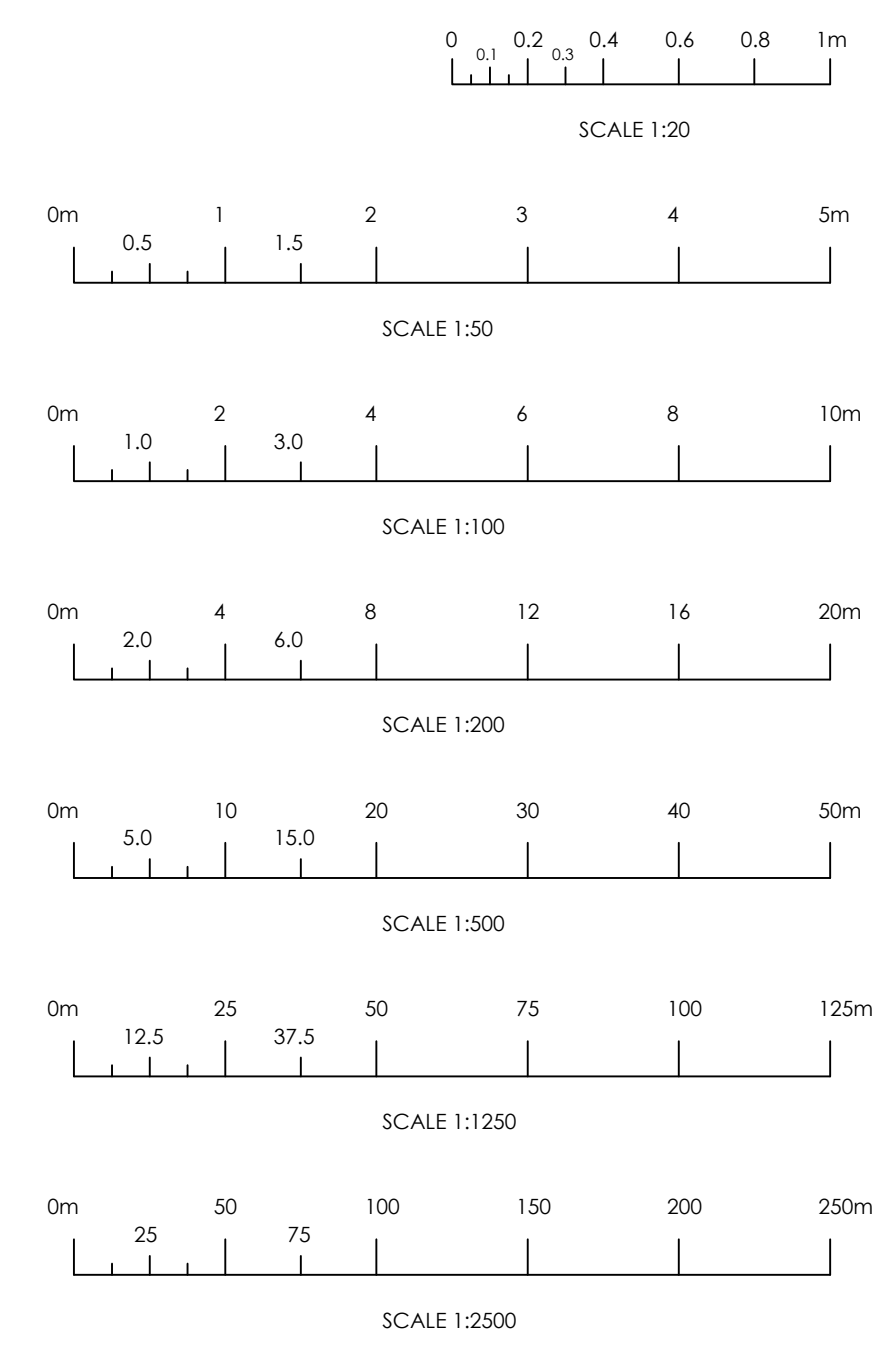 0 0.2 0.4 0.6 0.8 1m
0.1 0.3
SCALE 1:20
0m 1 2 3 4 5m
0.5 1.5
SCALE 1:50
0m 2 4 6 8 10m
1.0 3.0
SCALE 1:100
0m 4 8 12 16 20m
2.0 6.0
SCALE 1:200
0m 10 20 30 40 50m
5.0 15.0
SCALE 1:500
0m 25 50 75 100 125m
12.5 37.5
SCALE 1:1250
0m 50 100 150 200 250m
25 75
SCALE 1:2500